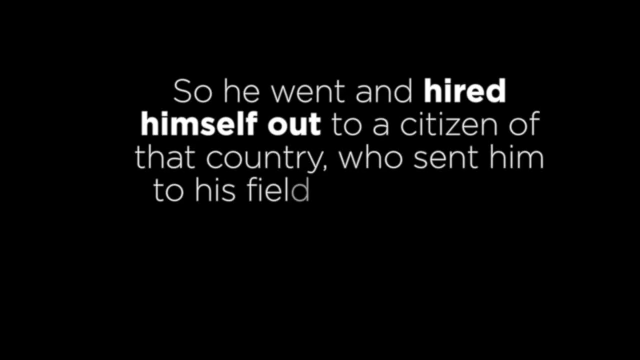 So he went and hired
himself out to a citizen of
that country, who sent him
to his field